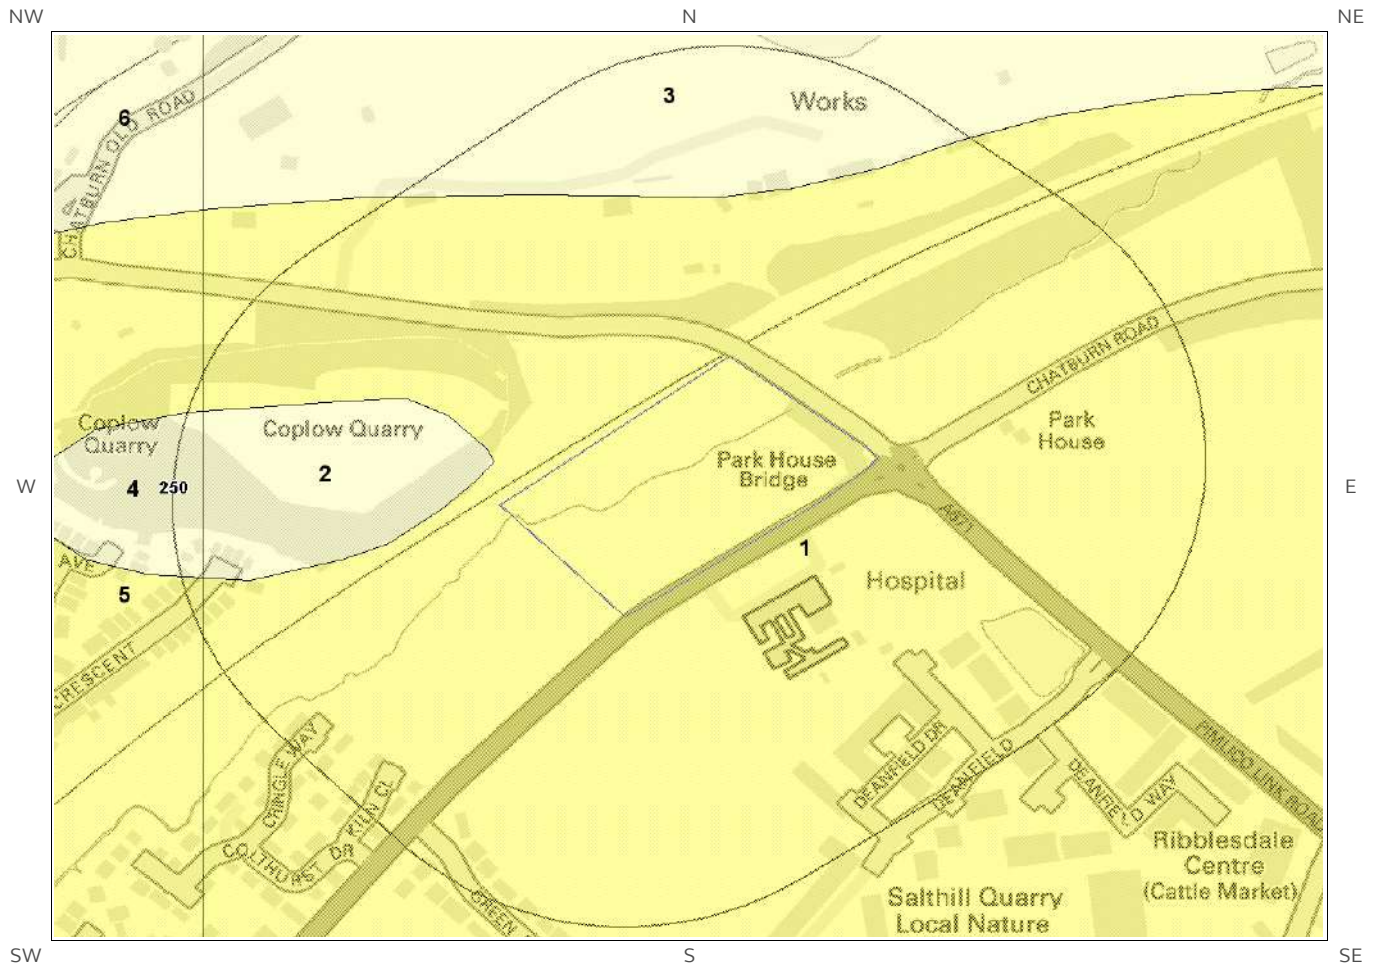 NW
N
NE
3
Works
6
CHATBURN OLD ROAD
CHATBURN ROAD
Park
House
Coplow
Quarry
Coplow Quarry
2
4
250
W
E
Park House
Bridge
A671
1
AVE
5
Hospital
CRESCENT
CRINGLE WAY
KILN CL
COLTHURST DR
DEANFIELD DR
DEANFIELD
DEANFIELD WAY
PIMLICO LINK ROAD
GREEN
Ribblesdale
Centre
(Cattle Market)
Salthill Quarry
Local Nature
SW
S
SE